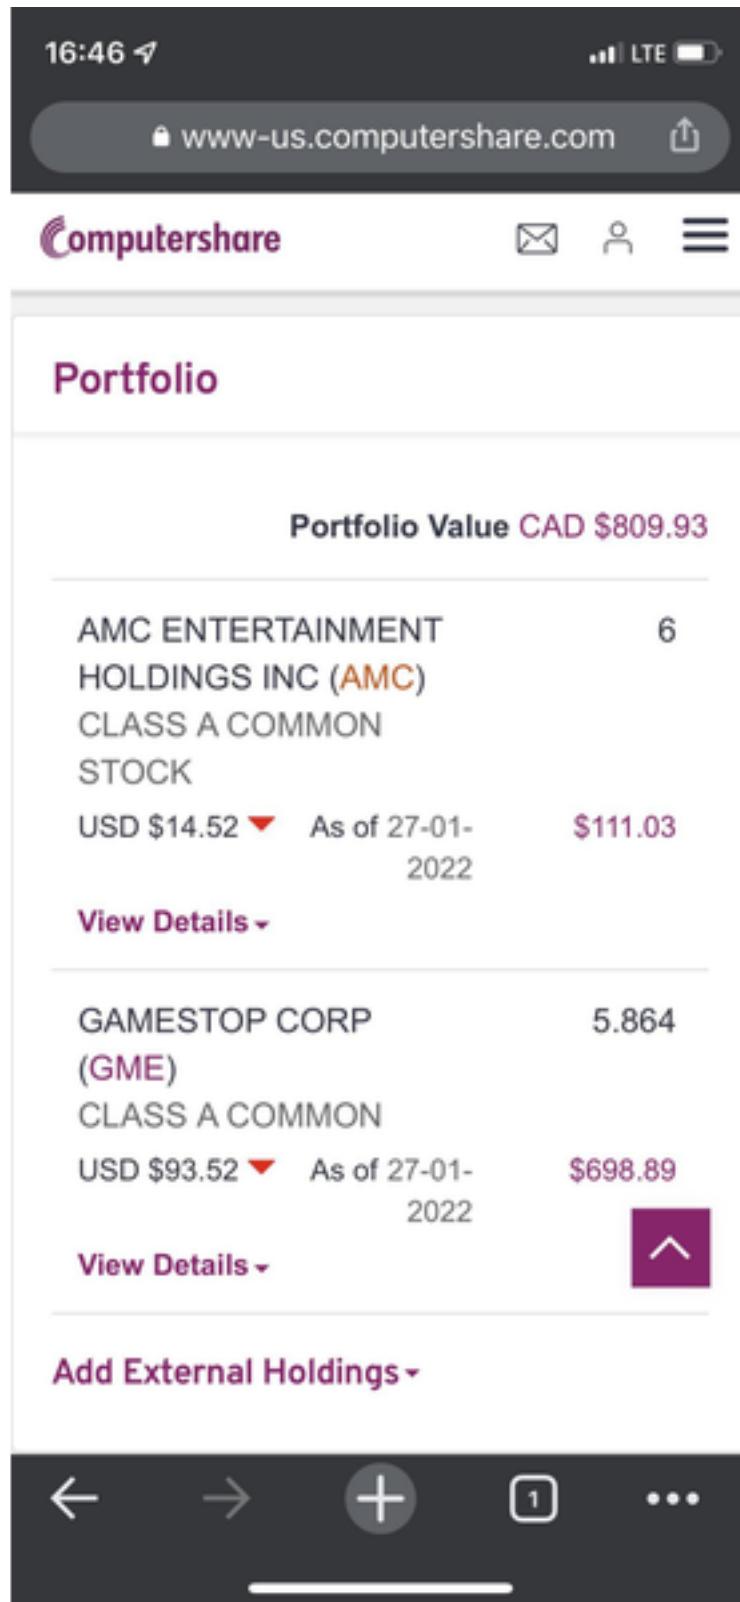 16:46 LTE
www-us.computershare.com
Computershare
Portfolio
Portfolio Value CAD $809.93
AMC ENTERTAINMENT 6
HOLDINGS INC (AMC)
CLASS A COMMON
STOCK
USD $14.52 As of 27-01- $111.03
2022
View Details
GAMESTOP CORP 5.864
(GME)
CLASS A COMMON
USD $93.52 As of 27-01- $698.89
2022
View Details
Add External Holdings
1